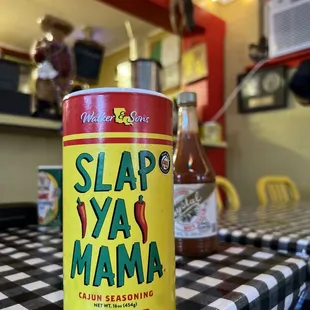 Walker & Sons
SLAP
YA
MAMA
CAJUN SEASONING
NET WT. 16oz (454g)